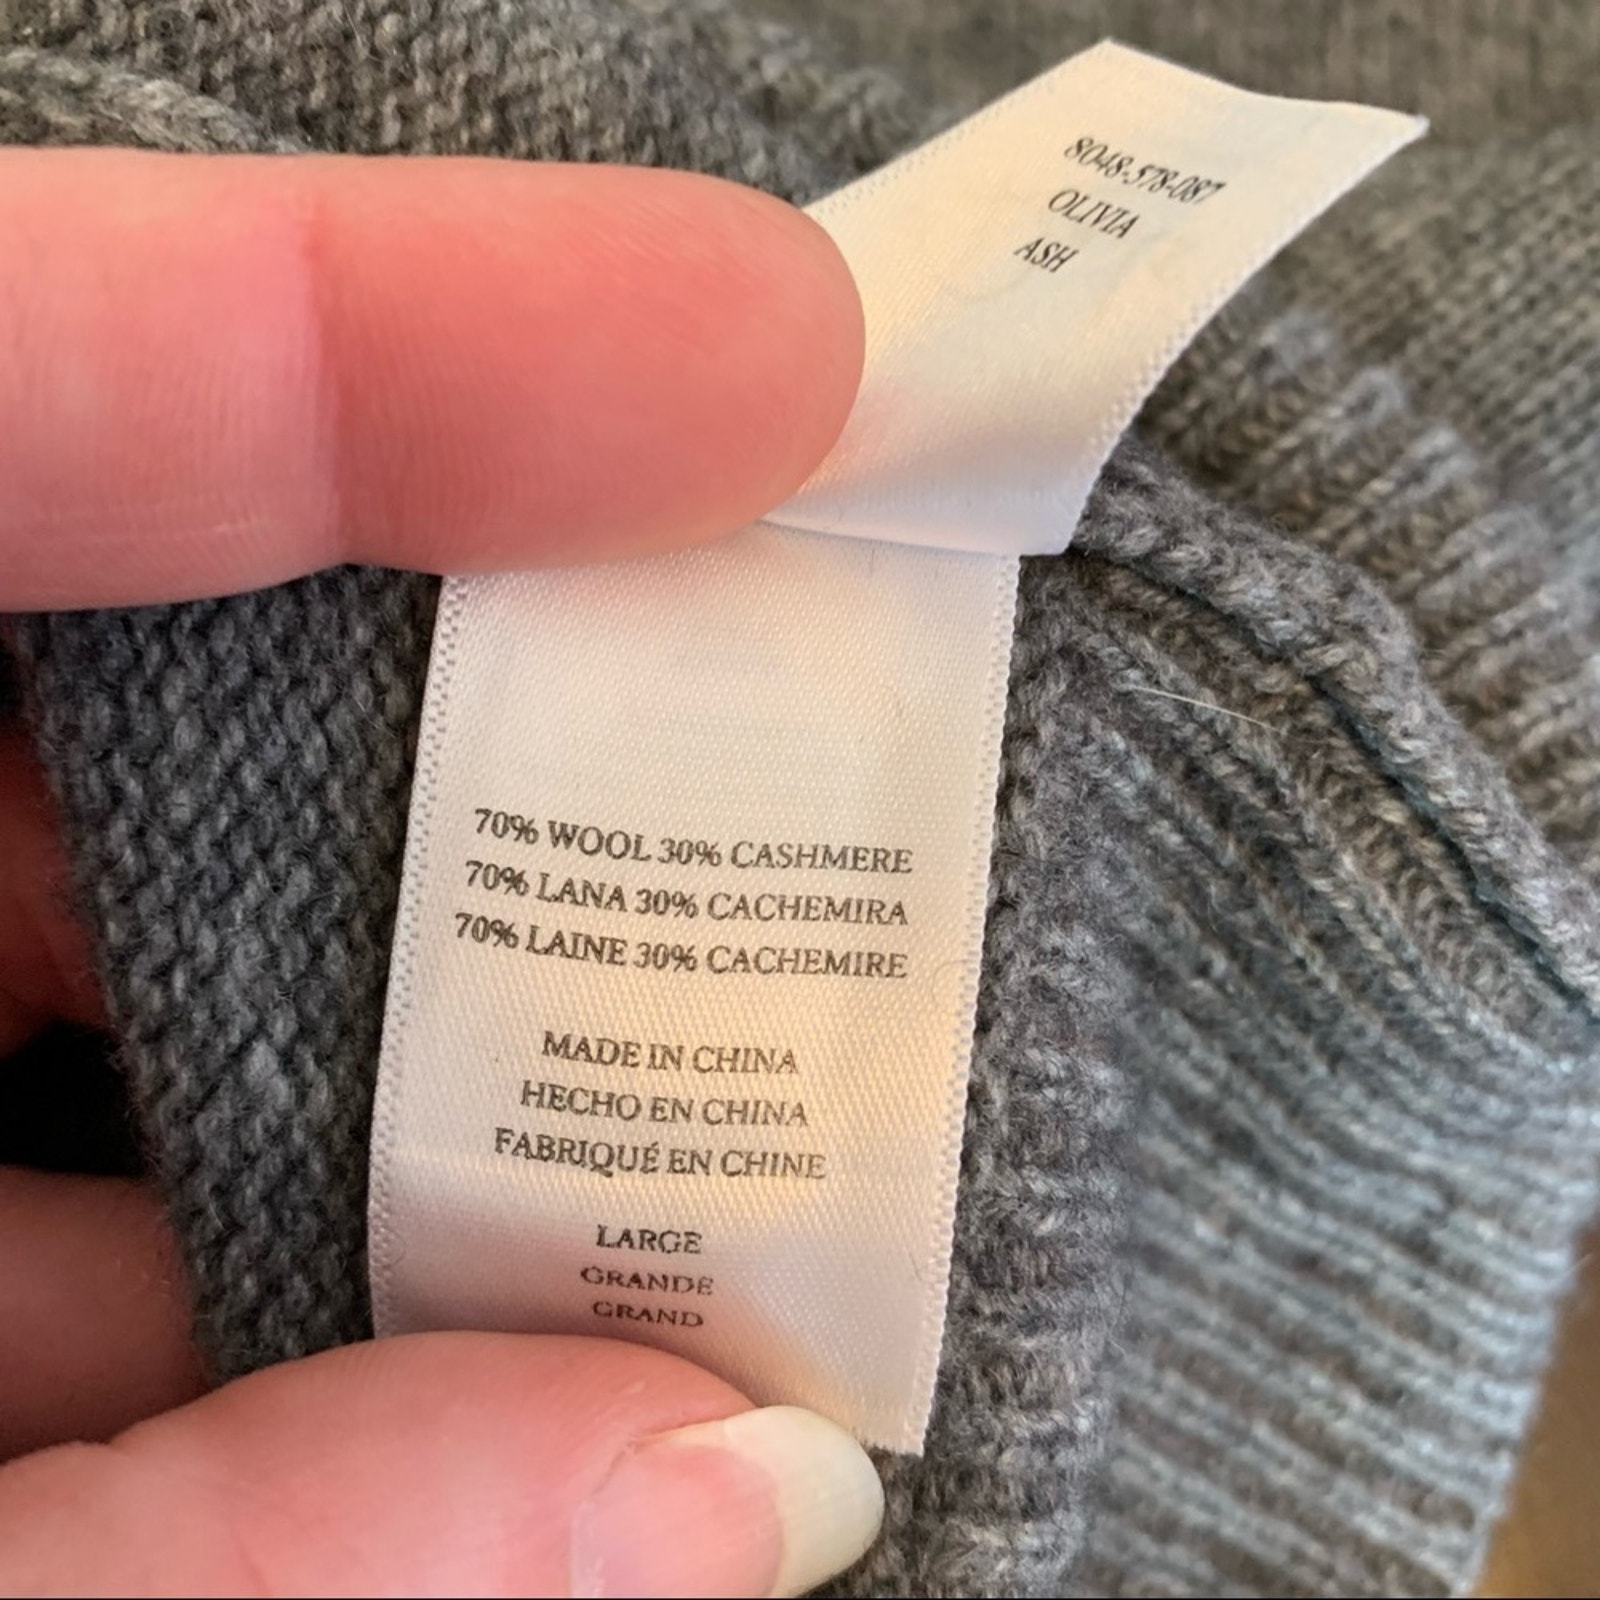 8048-578-087
OLIVIA
ASH
70% WOOL 30% CASHMERE
70% LANA 30% CACHEMIRA
70% LAINE 30% CACHEMIRE
MADE IN CHINA
HECHO EN CHINA
FABRIQUÉ EN CHINE
LARGE
GRANDE
GRAND